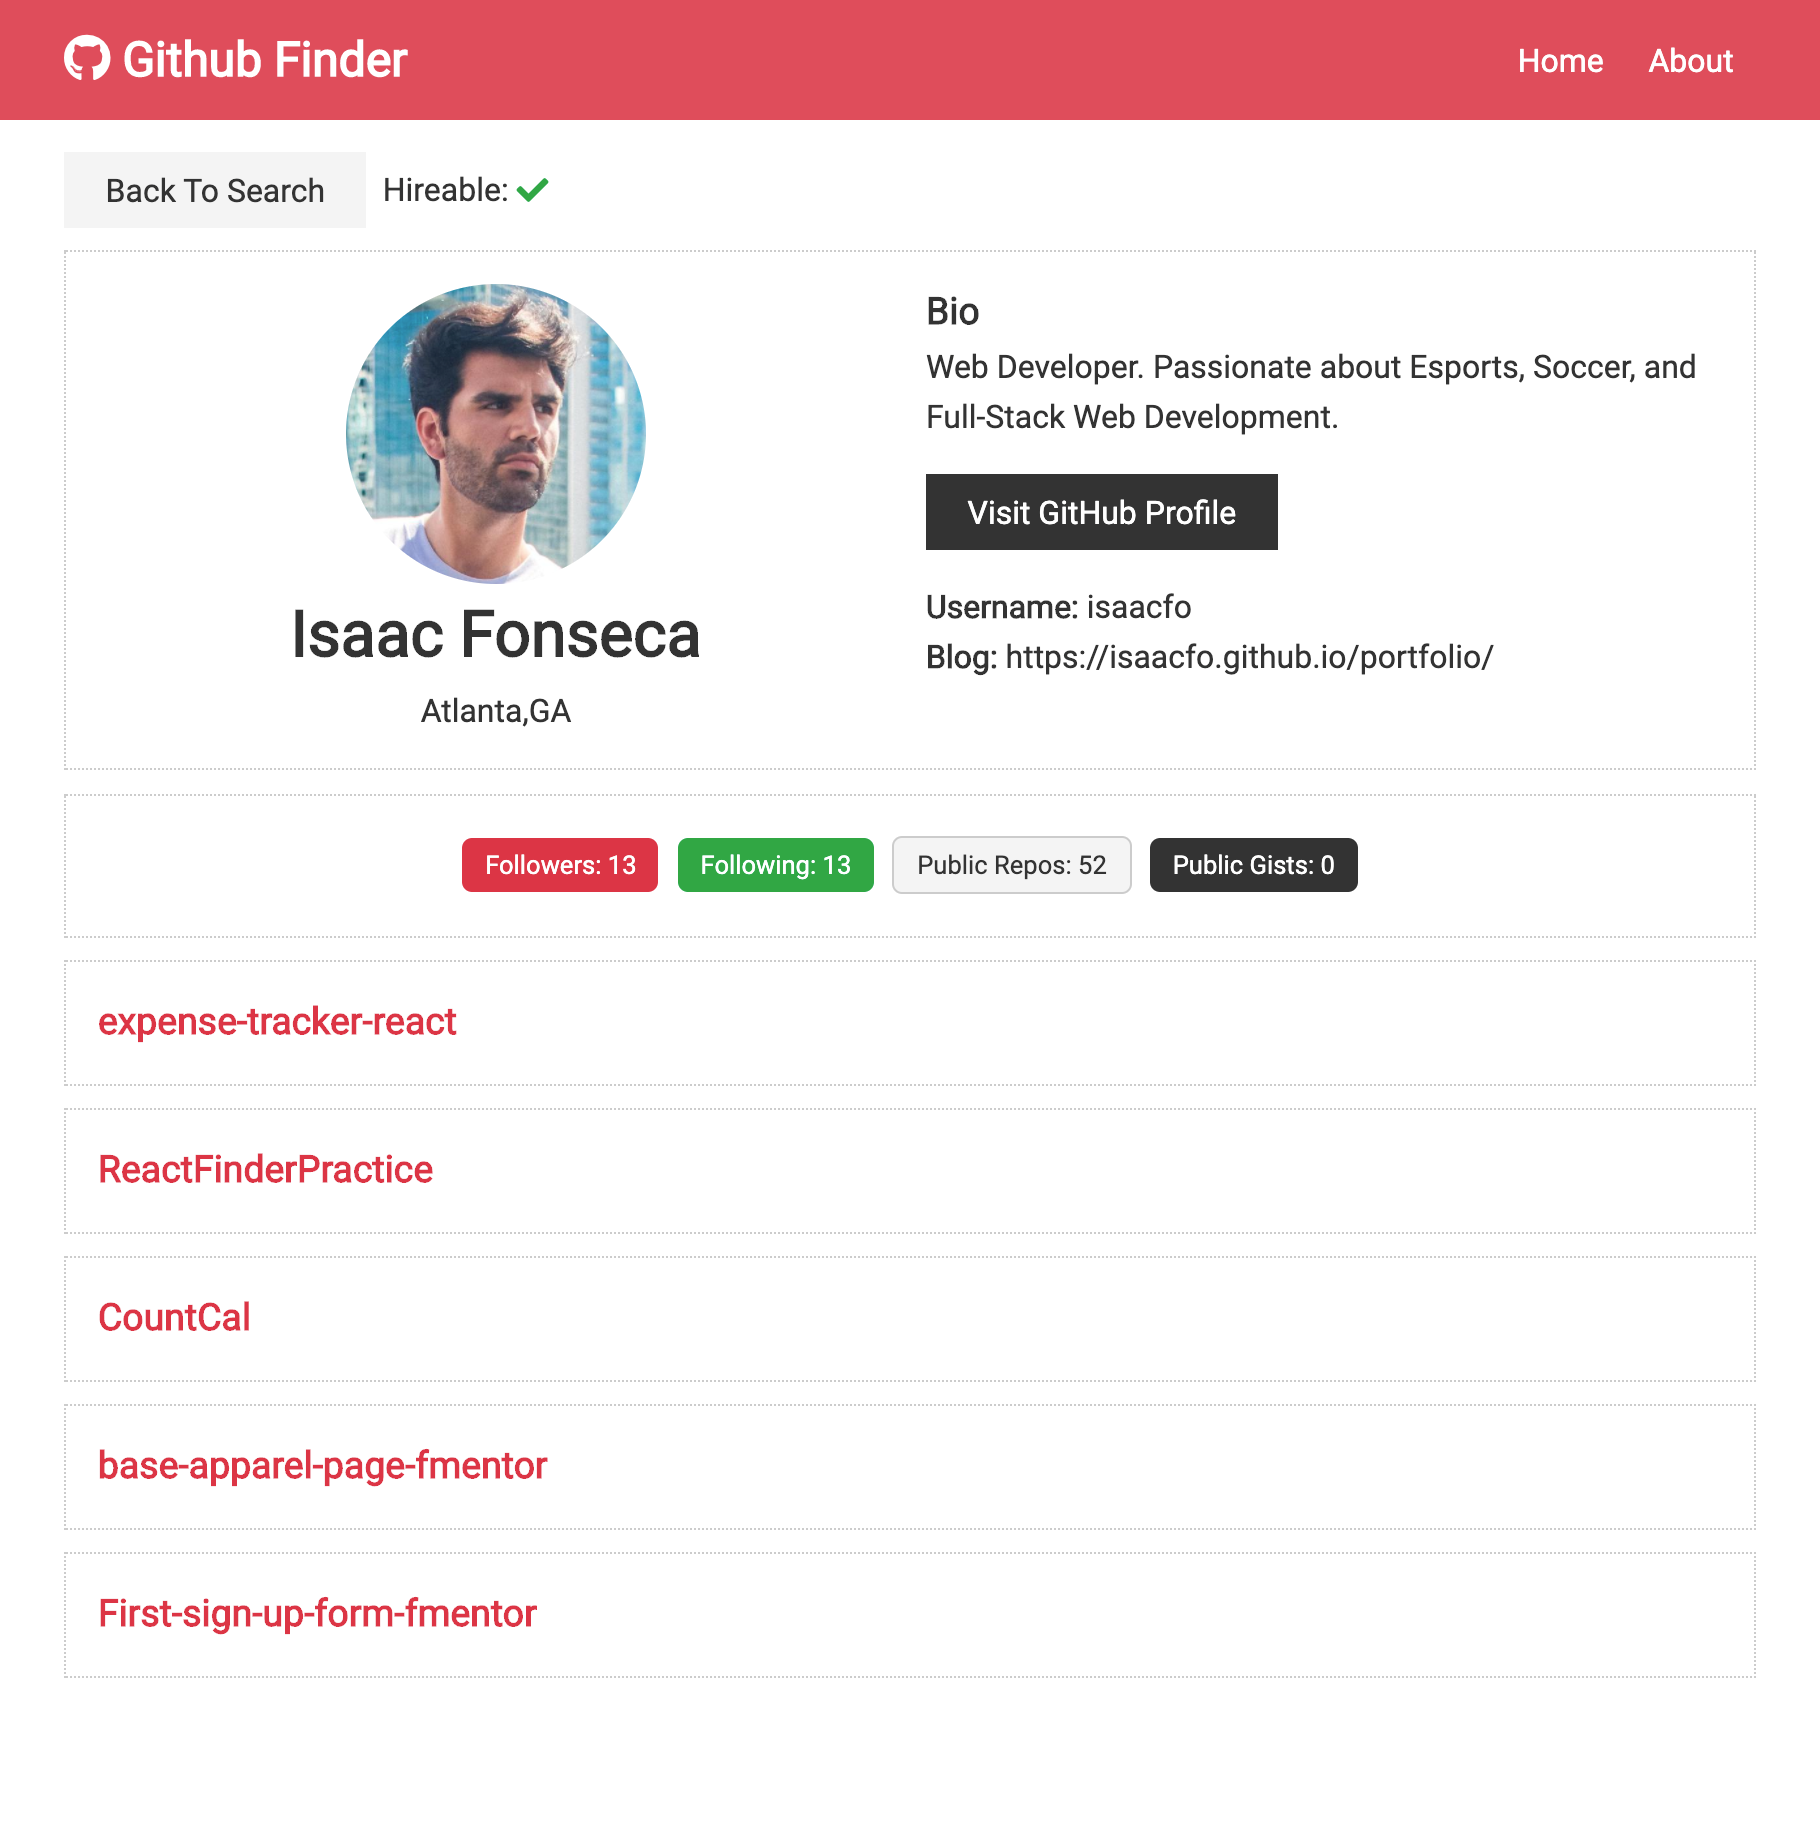 Github Finder
Home
About
Back To Search
Hireable:
Bio
Web Developer. Passionate about Esports, Soccer, and
Full-Stack Web Development.
Visit GitHub Profile
Username: isaacfo
Blog: https://isaacfo.github.io/portfolio/
Isaac Fonseca
Atlanta,GA
Followers: 13
Following: 13
Public Repos: 52
Public Gists: 0
expense-tracker-react
ReactFinderPractice
CountCal
base-apparel-page-fmentor
First-sign-up-form-fmentor